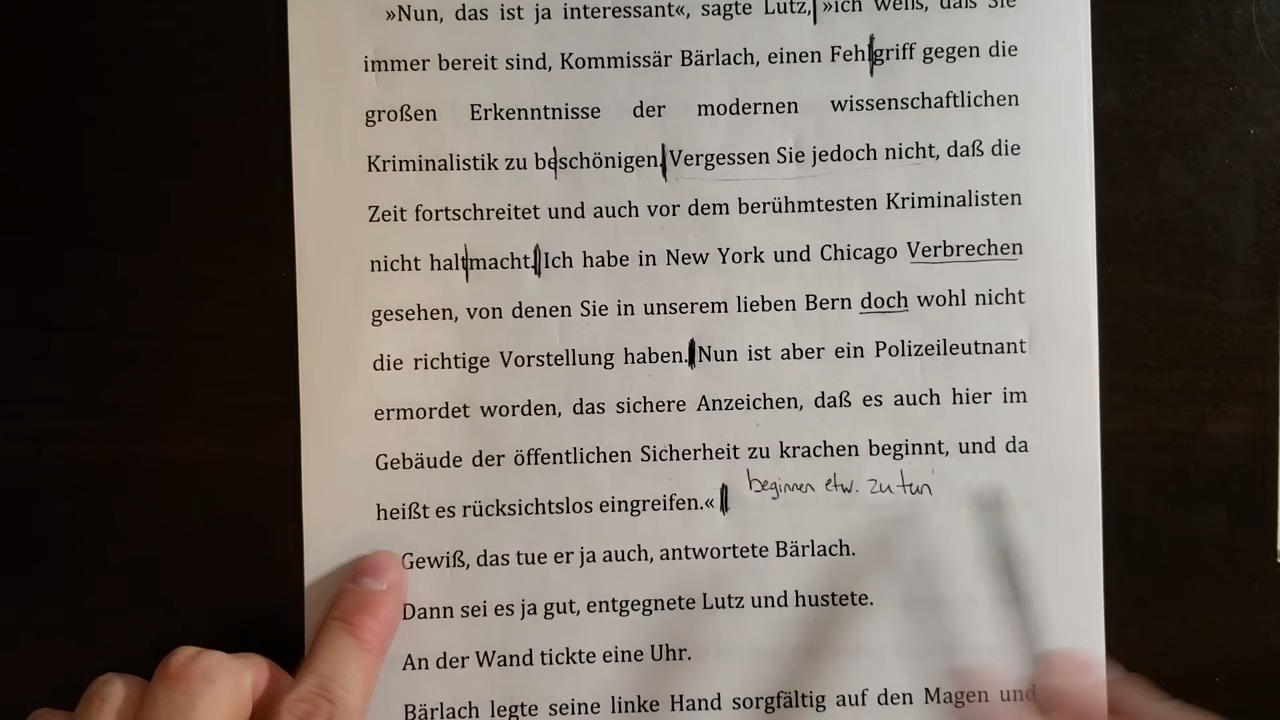 »Nun, das ist ja interessant«, sagte Lutz, »ich weiß, daß Sie
immer bereit sind, Kommissär Bärlach, einen Fehlgriff gegen die
großen Erkenntnisse der modernen wissenschaftlichen
Kriminalistik zu beschönigen. Vergessen Sie jedoch nicht, daß die
Zeit fortschreitet und auch vor dem berühmtesten Kriminalisten
nicht haltmacht. Ich habe in New York und Chicago Verbrechen
gesehen, von denen Sie in unserem lieben Bern doch wohl nicht
die richtige Vorstellung haben. Nun ist aber ein Polizeileutnant
ermordet worden, das sichere Anzeichen, daß es auch hier im
Gebäude der öffentlichen Sicherheit zu krachen beginnt, und da
beginnen etw. zu tun
heißt es rücksichtslos eingreifen.«
Gewiß, das tue er ja auch, antwortete Bärlach.
Dann sei es ja gut, entgegnete Lutz und hustete.
An der Wand tickte eine Uhr.
Bärlach legte seine linke Hand sorgfältig auf den Magen und